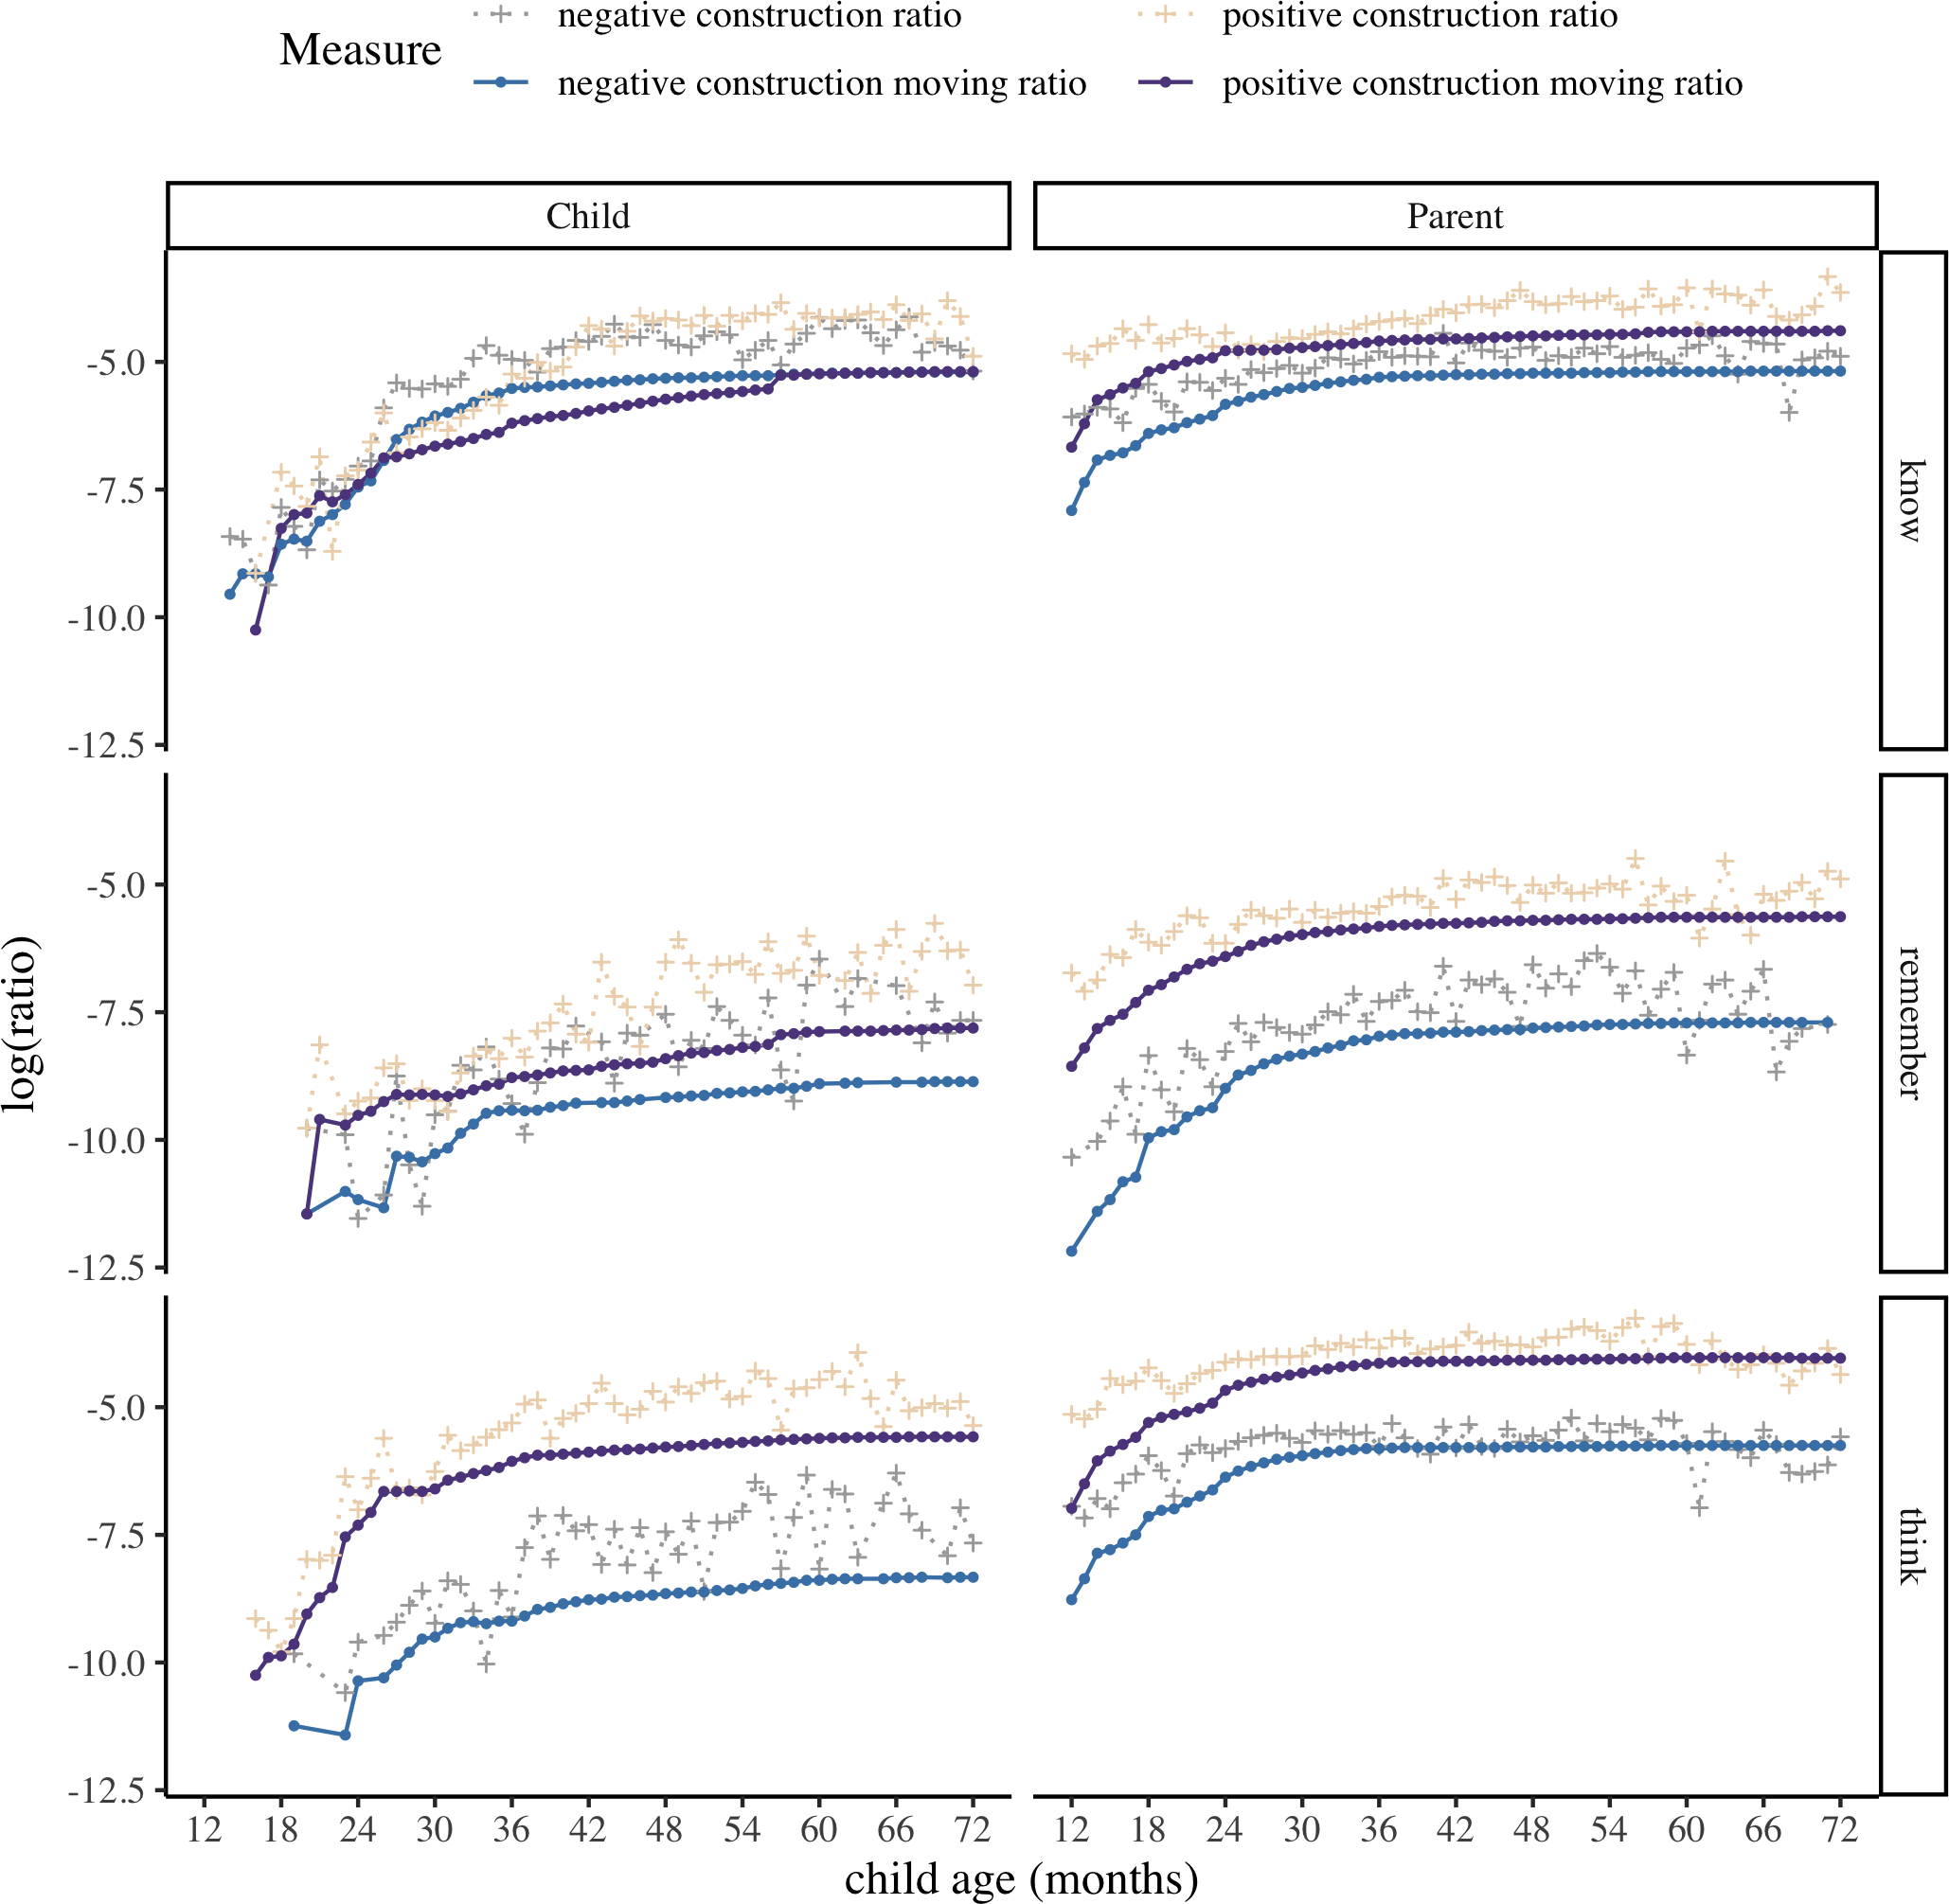 Measure
negative construction ratio
positive construction ratio
negative construction moving ratio
positive construction moving ratio
Child
Parent
-5.0
-7.5
-10.0
-12.5
know
-5.0
-7.5
-10.0
-12.5
remember
-5.0
-7.5
-10.0
-12.5
think
log(ratio)
12 18 24 30 36 42 48 54 60 66 72
12 18 24 30 36 42 48 54 60 66 72
child age (months)